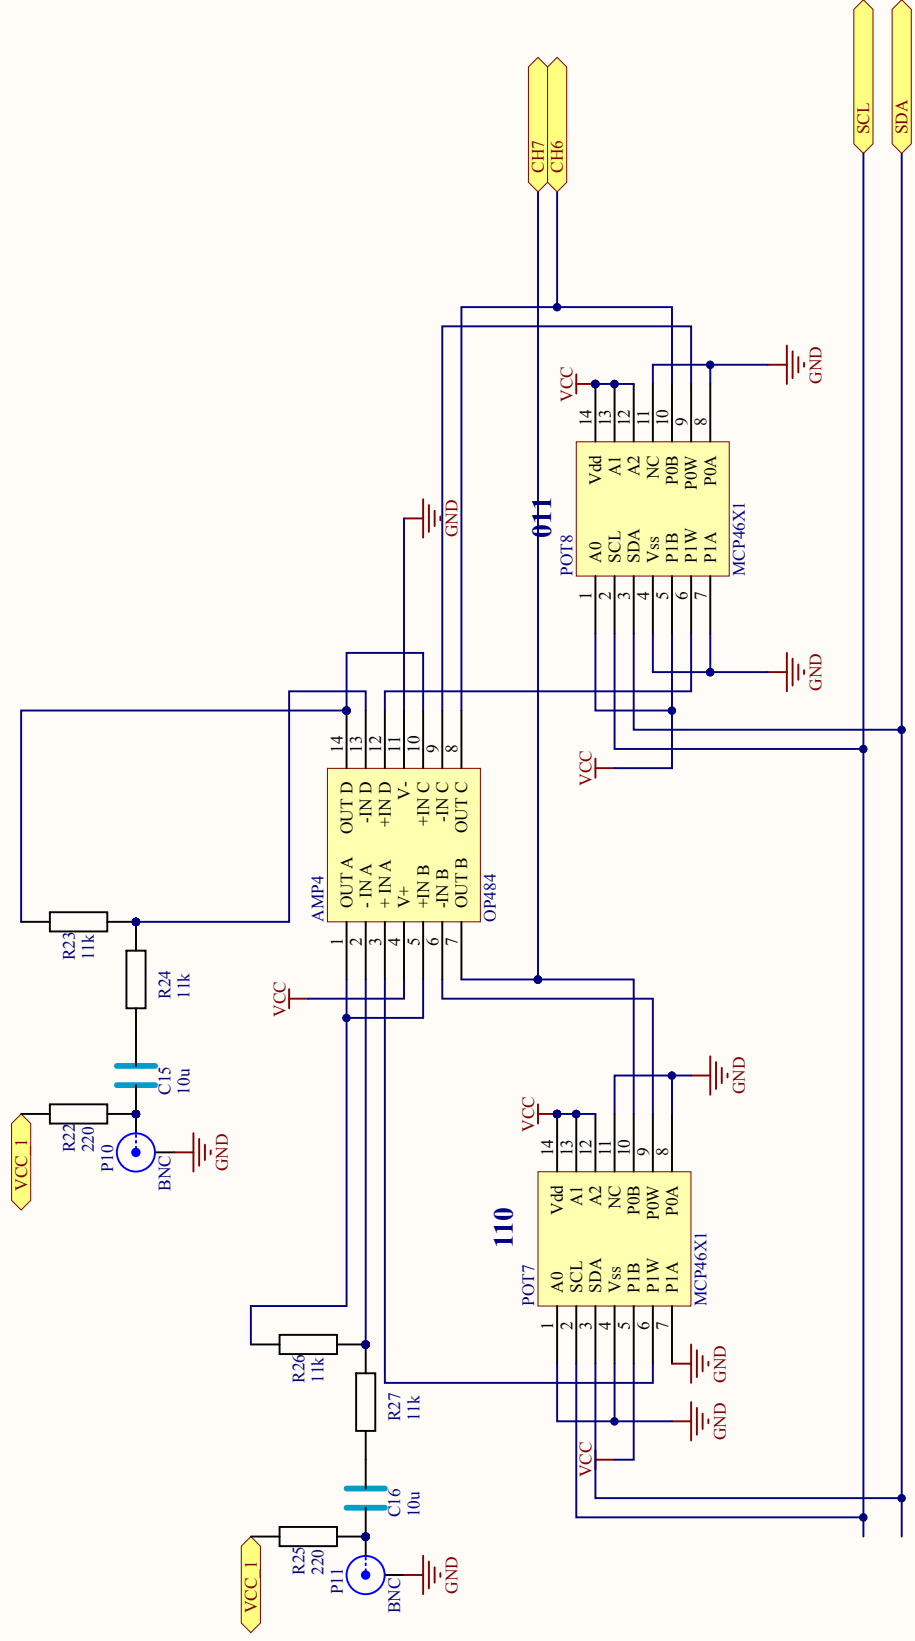 SCL
SDA
CH7
CH6
VCC
GND
14
13
12
11
10
9
8
Vdd
A1
A2
NC
P0B
P0W
P0A
011
POT8
MCP46X1
A0
SCL
SDA
Vss
P1B
P1W
P1A
1
2
3
4
5
6
7
GND
VCC
GND
14
13
12
11
10
9
8
OUT D
-IN D
+IN D
V-
+IN C
-IN C
OUT C
AMP4
OP484
OUT A
- IN A
+ IN A
V+
+IN B
-IN B
OUT B
1
2
3
4
5
6
7
VCC
R23
11k
R24
11k
C15
10u
R22
220
VCC_1
P10
BNC
GND
VCC
GND
14
13
12
11
10
9
8
Vdd
A1
A2
NC
P0B
P0W
P0A
110
POT7
MCP46X1
A0
SCL
SDA
Vss
P1B
P1W
P1A
1
2
3
4
5
6
7
GND
GND
VCC
R26
11k
R27
11k
C16
10u
R25
220
VCC_1
P11
BNC
GND